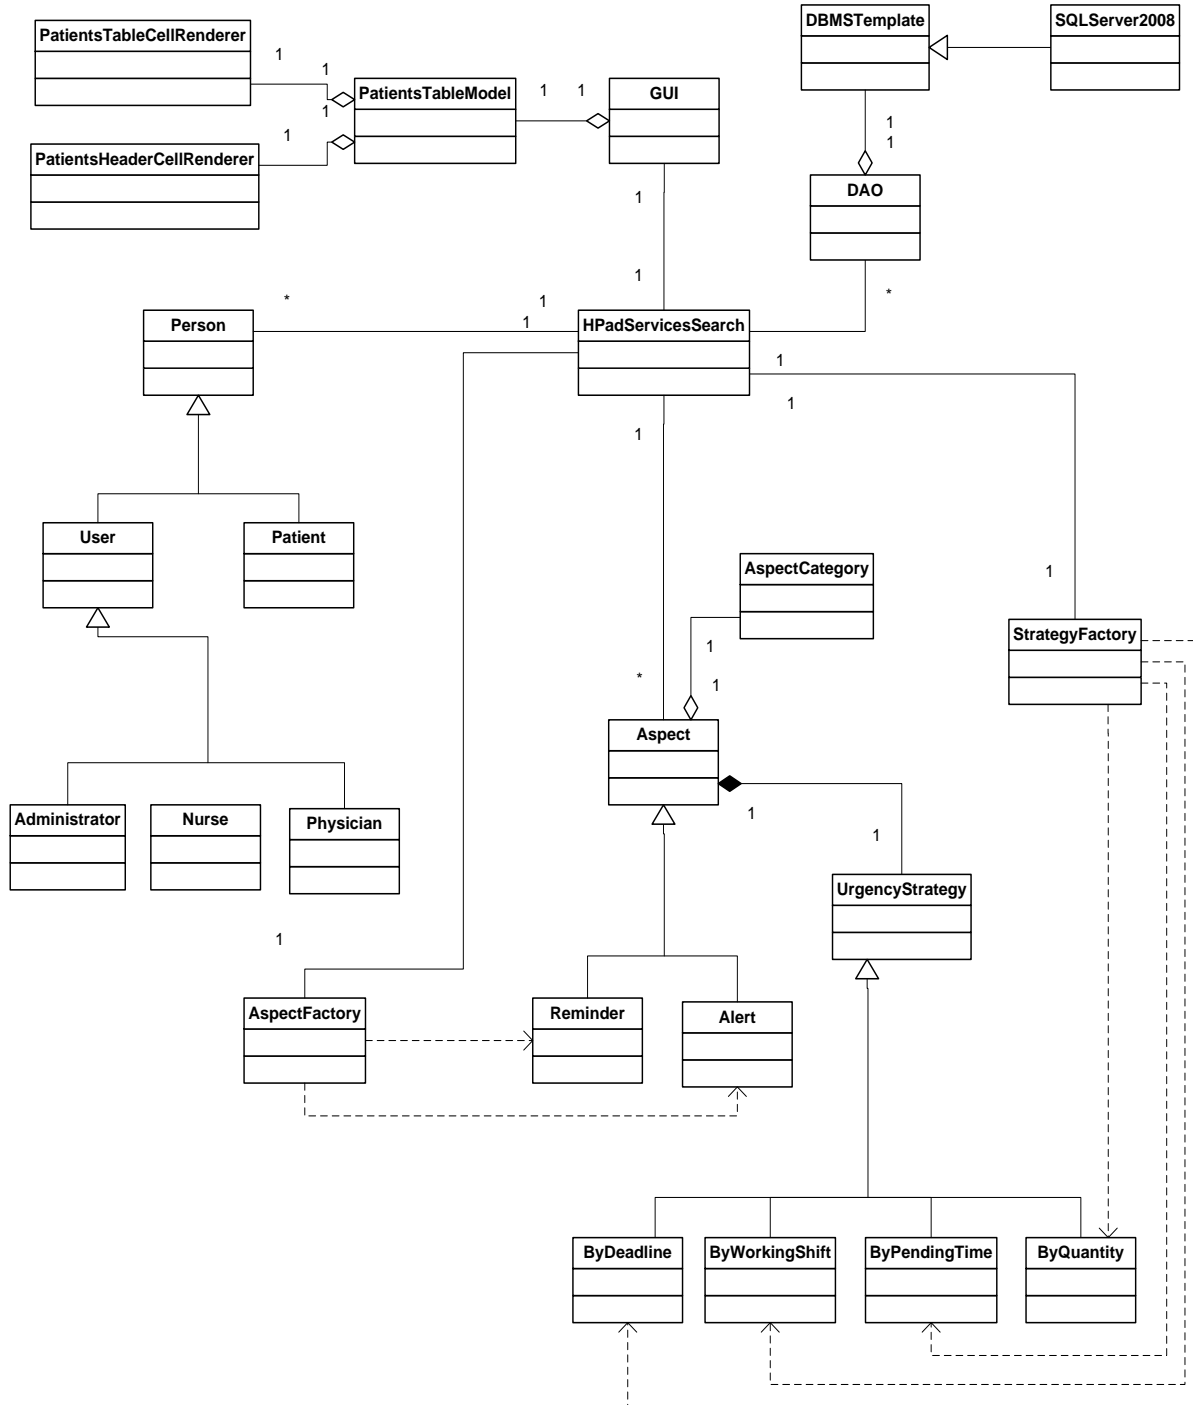 DBMSTemplate
SQLServer2008
PatientsTableCellRenderer
1
1
PatientsTableModel
1
1
GUI
1
1
PatientsHeaderCellRenderer
1
1
DAO
1
1
*
1
1
*
Person
HPadServicesSearch
1
1
1
1
User
Patient
AspectCategory
1
StrategyFactory
1
*
1
Aspect
Administrator
Nurse
Physician
1
1
UrgencyStrategy
1
AspectFactory
Reminder
Alert
ByDeadline
ByWorkingShift
ByPendingTime
ByQuantity